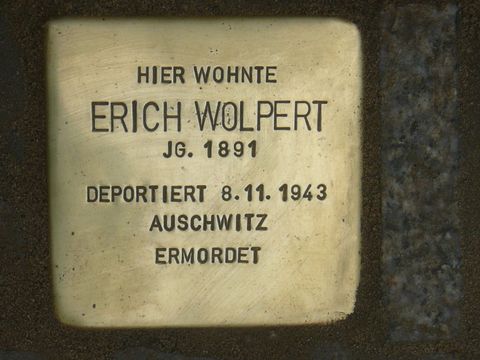 HIER WOHNTE
ERICH WOLPERT
JG. 1891
DEPORTIERT 8.11.1943
AUSCHWITZ
ERMORDET